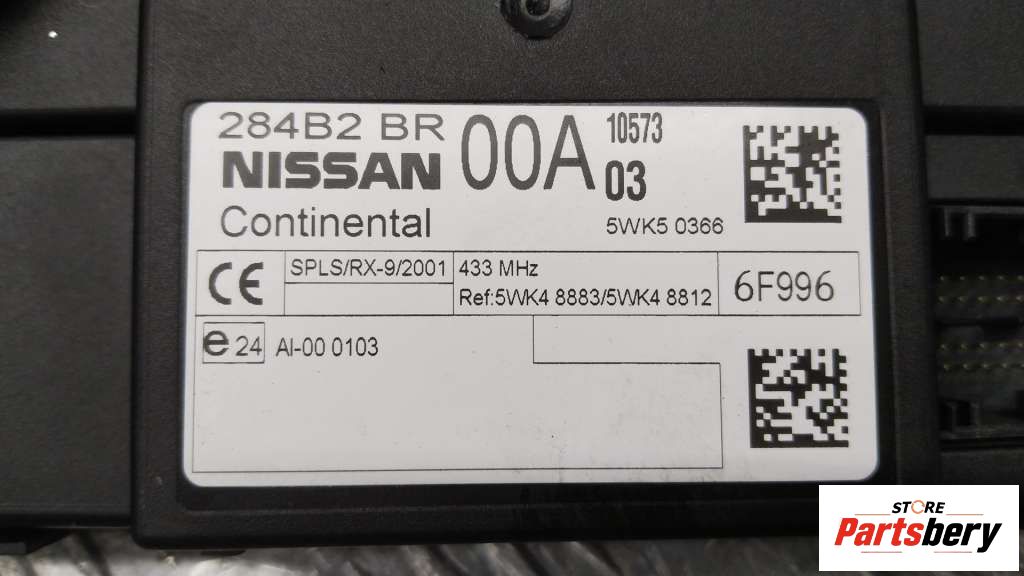 284B2 BR 00A 10573
NISSAN 03
Continental 5WK5 0366
CE SPLS/RX-9/2001 433 MHz
Ref:5WK4 8883/5WK4 8812 6F996
e 24 AI-00 0103
STORE
Partsbery